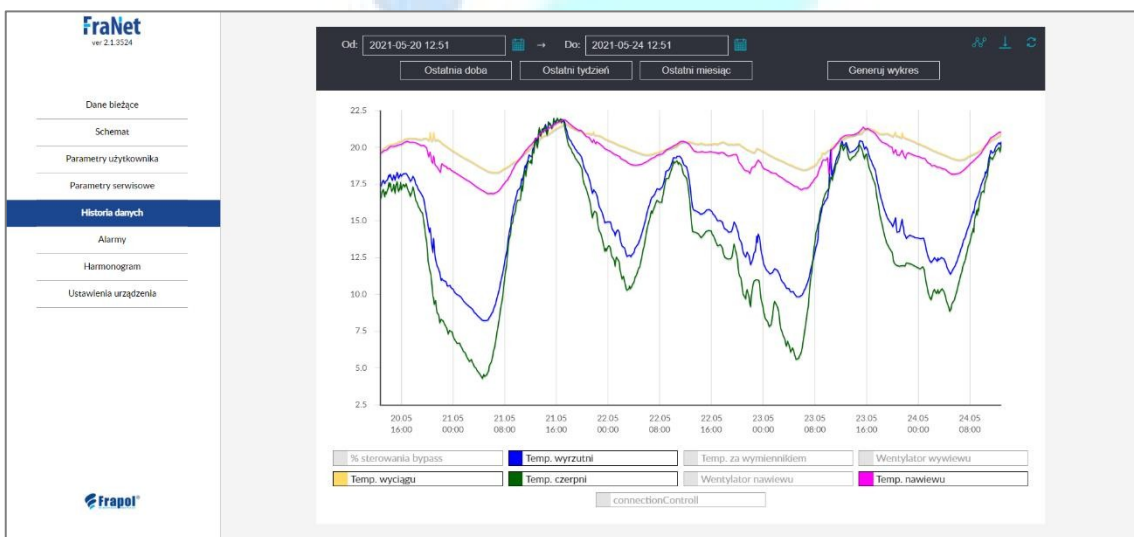 FraNet
ver 2.1.3524
Dane bieżące
Schemat
Parametry użytkownika
Parametry serwisowe
Historia danych
Alarmy
Harmonogram
Ustawienia urządzenia
Frapol
Od: 2021-05-20 12:51 → Do: 2021-05-24 12:51
Ostatnia doba Ostatni tydzień Ostatni miesiąc Generuj wykres
22.5
20.0
17.5
15.0
12.5
10.0
7.5
5.0
2.5
20.05 21.05 21.05 21.05 22.05 22.05 22.05 23.05 23.05 23.05 24.05 24.05
16:00 00:00 08:00 16:00 00:00 08:00 16:00 00:00 08:00 16:00 00:00 08:00
% sterowania bypass Temp. wyrzutni Temp. za wymiennikiem Wentylator wywiewu
Temp. wyciągu Temp. czerpni Wentylator nawiewu Temp. nawiewu
connectionControll